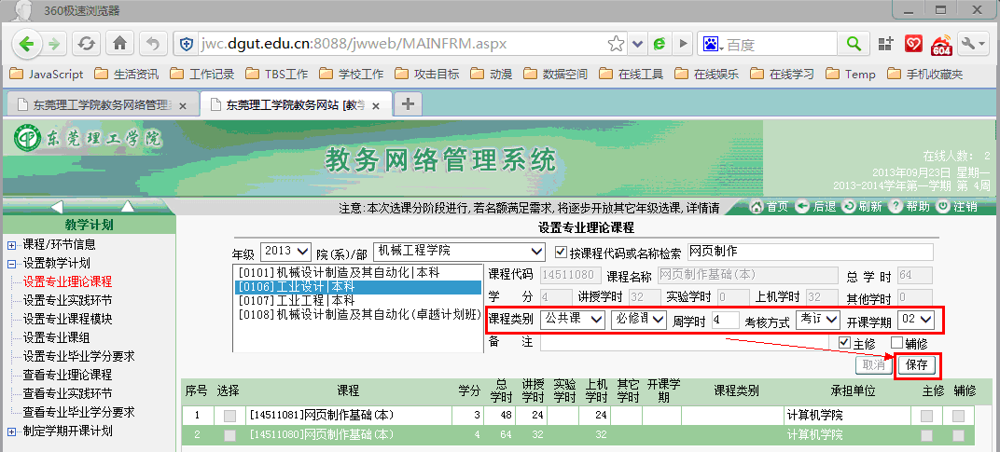 360极速浏览器
jwc.dgut.edu.cn:8088/jwweb/MAINFRM.aspx
百度
604
JavaScript 生活资讯 工作记录 TBS工作 学校工作 攻击目标 动漫 数据空间 在线工具 在线娱乐 在线学习 Temp 手机收藏夹
东莞理工学院教务网络管理 东莞理工学院教务网站 [教学
东莞理工学院
教务网络管理系统
在线人数: 2
2013年09月23日 星期一
2013-2014学年第一学期 第 4周
注意:本次选课分阶段进行,若名额满足需求,将逐步开放其它年级选课,详情请 首页 后退 刷新 帮助 注销
教学计划
课程/环节信息
设置教学计划
设置专业理论课程
设置专业实践环节
设置专业课程模块
设置专业课组
设置专业毕业学分要求
查看专业理论课程
查看专业实践环节
查看专业毕业学分要求
制定学期开课计划
设置专业理论课程
年级 2013 院(系)/部 机械工程学院 按课程代码或名称检索 网页制作
[0101]机械设计制造及其自动化|本科
[0106]工业设计|本科
[0107]工业工程|本科
[0108]机械设计制造及其自动化(卓越计划班)
课程代码 14511080 课程名称 网页制作基础(本) 总 学 时 64
学 分 4 讲授学时 32 实验学时 0 上机学时 32 其他学时 0
课程类别 公共课 必修课 周学时 4 考核方式 考试 开课学期 02
备 注 主修 辅修
取消 保存
序号 选择 课程 学分 总学时 讲授学时 实验学时 上机学时 其它学时 开课学期 课程类别 承担单位 主修 辅修
1 [14511081]网页制作基础(本) 3 48 24 24 计算机学院
2 [14511080]网页制作基础(本) 4 64 32 32 计算机学院